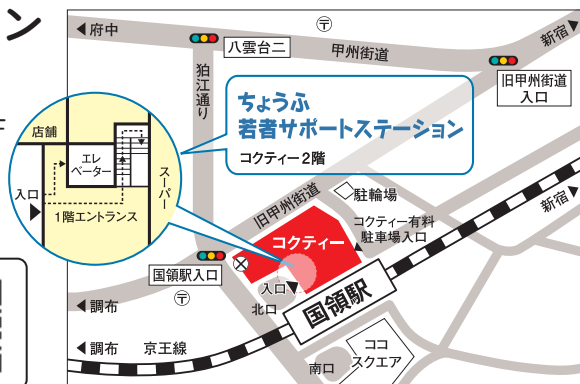 ン
府中
八雲台二
〒
甲州街道
新宿
旧甲州街道
入口
狛江通り
ちょうふ
若者サポートステーション
コクティー2階
店舗
エレ
ベーター
入口
スーパー
1階エントランス
旧甲州街道
駐輪場
コクティー有料
駐車場入口
新宿
コクティー
国領駅入口
〒
入口
北口
国領駅
調布
調布
京王線
南口
ココ
スクエア